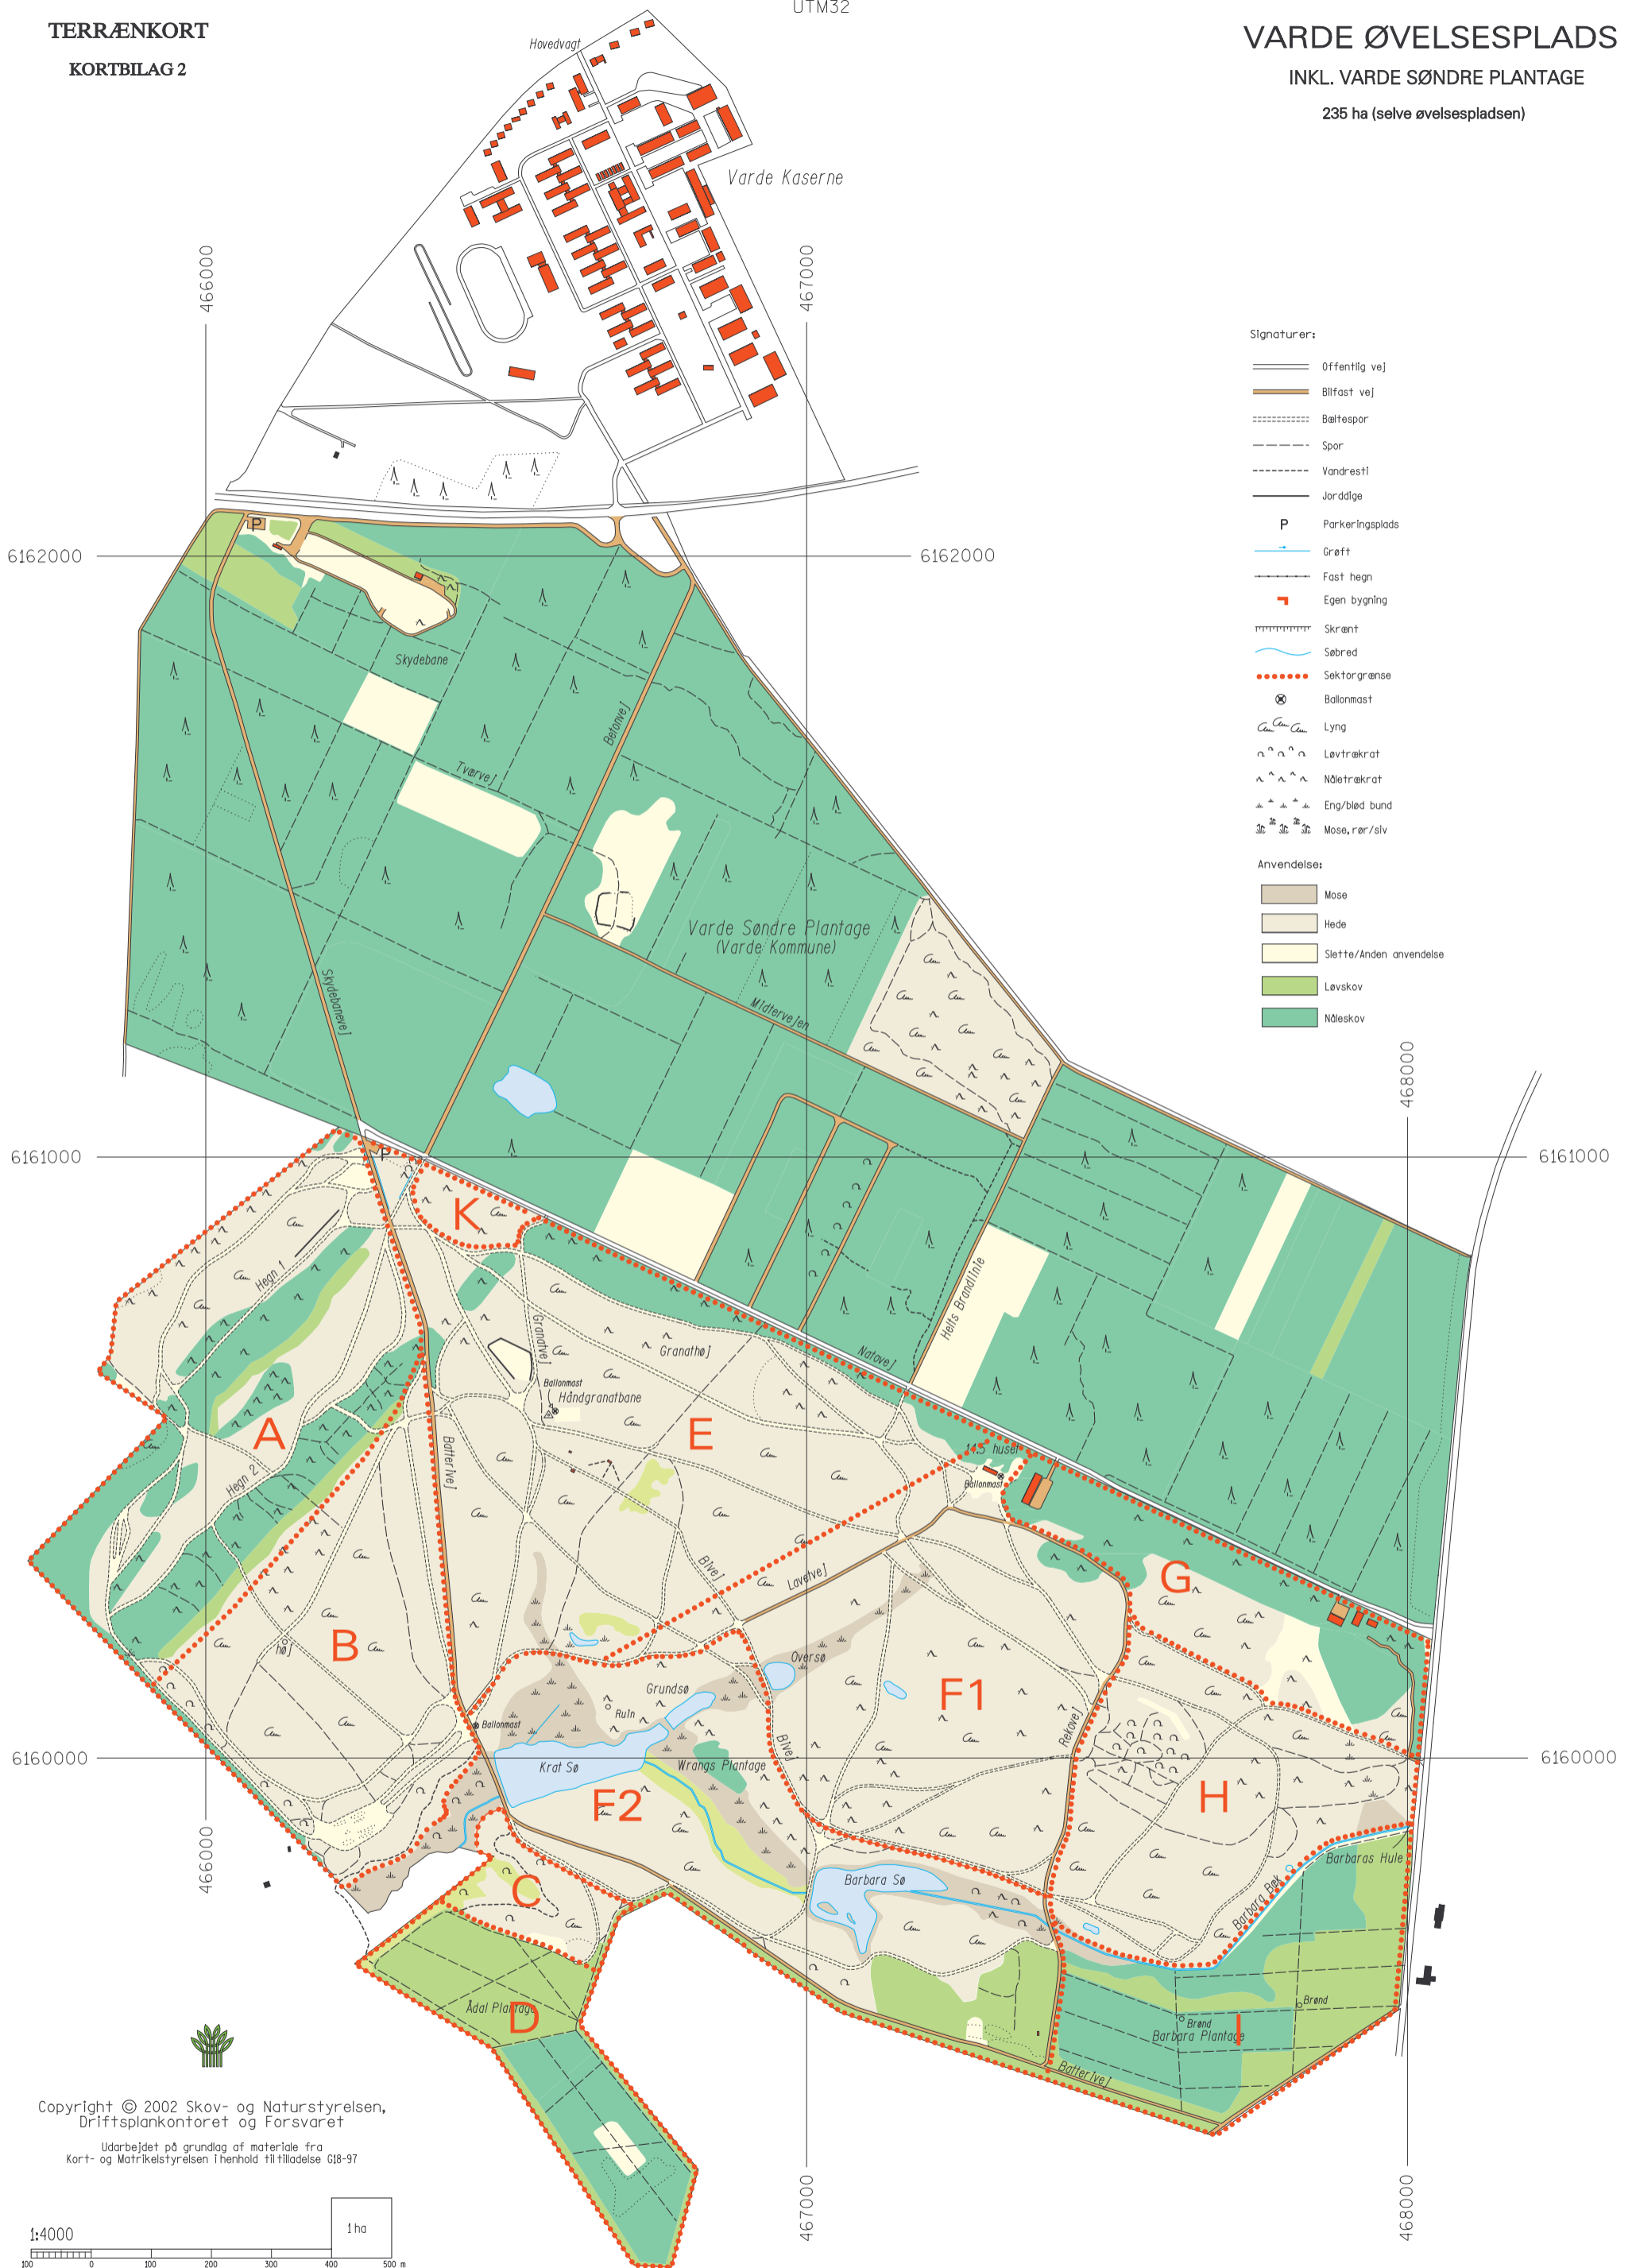 UTM32
TERRÆNKORT
KORTBILAG 2
VARDE ØVELSESPLADS
INKL. VARDE SØNDRE PLANTAGE
235 ha (selve øvelsespladsen)
Hovedvagt
Varde Kaserne
466000
467000
Signaturer:
Offentlig vej
Bilfast vej
Bæltespor
Spor
Vandresti
Jorddige
P Parkeringsplads
Grøft
Fast hegn
Egen bygning
Skrænt
Søbred
Sektorgrænse
Ballonmast
Lyng
Løvtrækrat
Nåletrækrat
Eng/blød bund
Mose, rør/siv
Anvendelse:
Mose
Hede
Slette/Anden anvendelse
Løvskov
Nåleskov
P
6162000
6162000
Skydebane
Betonvej
Tværvej
Varde Søndre Plantage
(Varde Kommune)
Skydebanevej
Midtervejen
468000
6161000
P
6161000
K
Hegn 1
Helts Brandlinie
Granatvej
Granathøj
Natovej
Ballonmast
Håndgranatbane
A
E
Batterivej
14.5 huset
Ballonmast
Hegn 2
Bivej
Lavetvej
G
B
høj
Oversø
Grundsø
F1
Ruin
Ballonmast
Rekovej
Bivej
6160000
Krat Sø
Wrangs Plantage
6160000
F2
H
466000
Barbaras Hule
Barbara Sø
Barbara Bæk
C
Ådal Plantage
D
Brønd
Brønd
I
Barbara Plantage
Batterivej
Copyright © 2002 Skov- og Naturstyrelsen,
Driftsplankontoret og Forsvaret
Udarbejdet på grundlag af materiale fra
Kort- og Matrikelstyrelsen i henhold til tilladelse G18-97
467000
468000
1:4000
1 ha
100 0 100 200 300 400 500 m